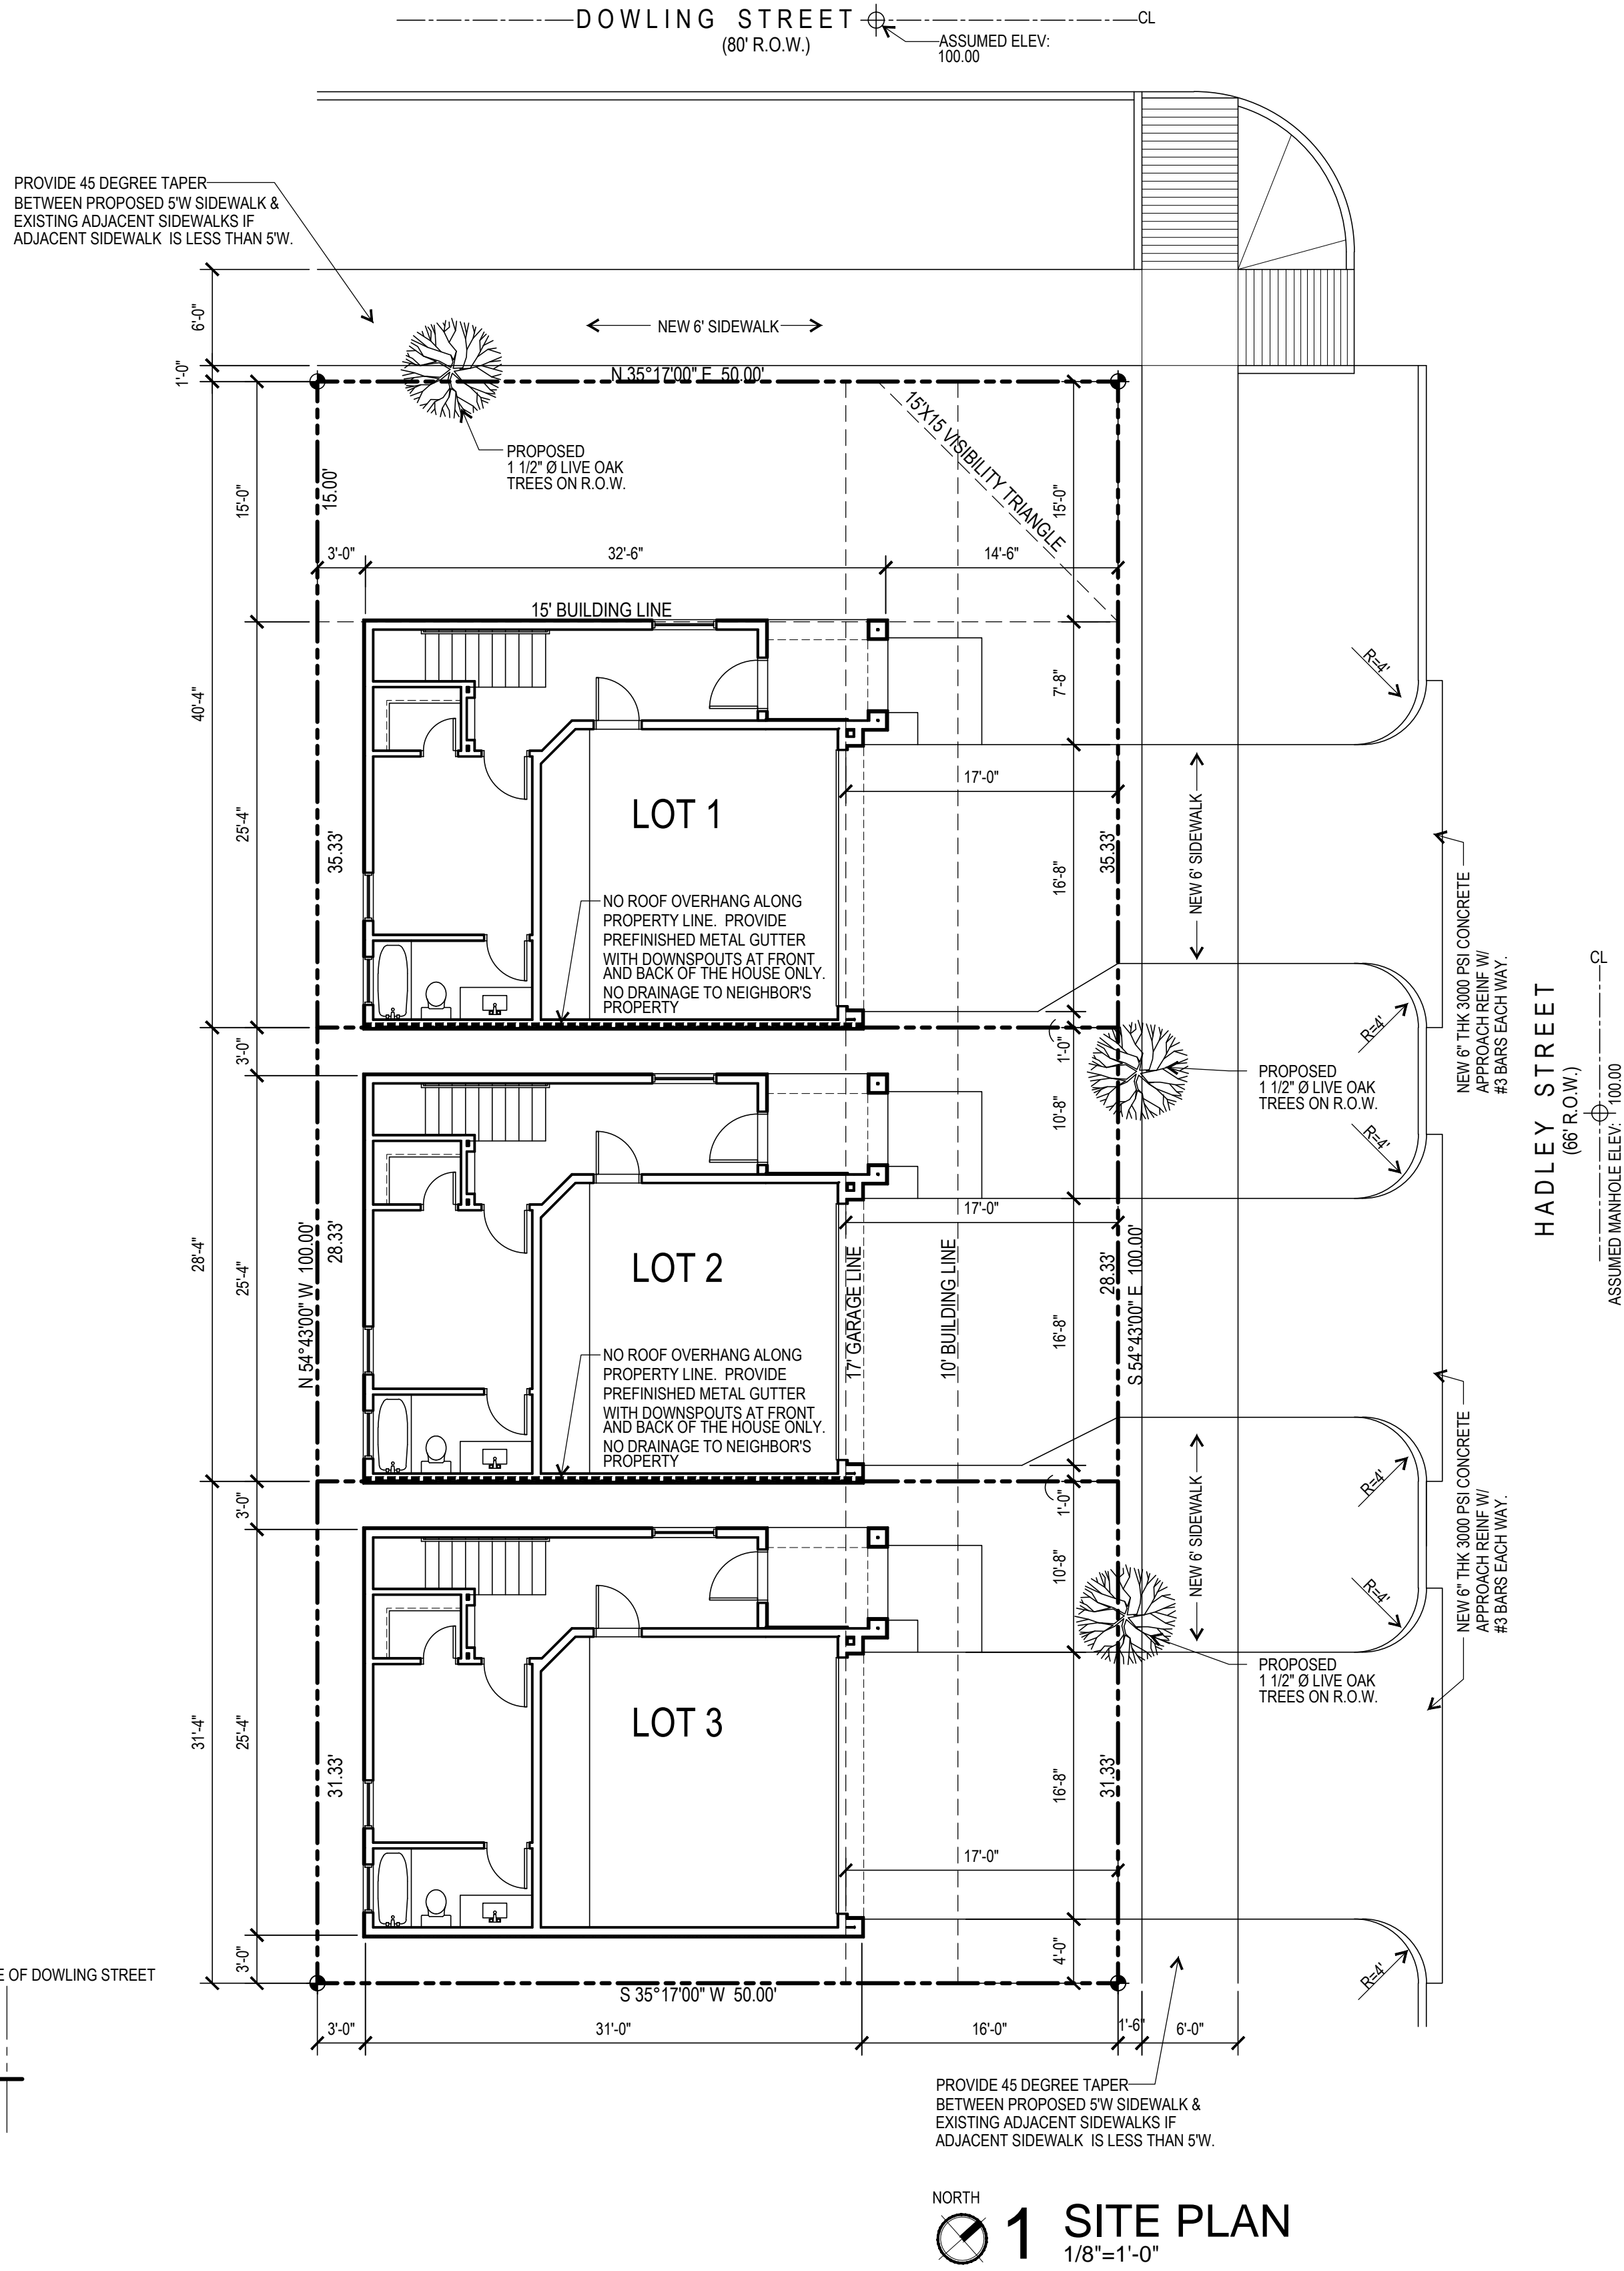 DOWLING STREET
(80' R.O.W.)
CL
ASSUMED ELEV:
100.00
PROVIDE 45 DEGREE TAPER
BETWEEN PROPOSED 5'W SIDEWALK &
EXISTING ADJACENT SIDEWALKS IF
ADJACENT SIDEWALK IS LESS THAN 5'W.
6'-0"
1'-0"
NEW 6' SIDEWALK
N 35°17'00" E 50.00'
PROPOSED
1 1/2" Ø LIVE OAK
TREES ON R.O.W.
15'X15 VISIBILITY TRIANGLE
15'-0"
15.00'
15'-0"
3'-0"
32'-6"
14'-6"
15' BUILDING LINE
40'-4"
7'-8"
R=4'
17'-0"
LOT 1
25'-4"
35.33'
16'-8"
35.33'
NEW 6' SIDEWALK
NO ROOF OVERHANG ALONG
PROPERTY LINE. PROVIDE
PREFINISHED METAL GUTTER
WITH DOWNSPOUTS AT FRONT
AND BACK OF THE HOUSE ONLY.
NO DRAINAGE TO NEIGHBOR'S
PROPERTY
NEW 6" THK 3000 PSI CONCRETE
APPROACH REINF W/
#3 BARS EACH WAY.
HADLEY STREET
(66' R.O.W.)
CL
ASSUMED MANHOLE ELEV: 100.00
3'-0"
1'-0"
R=4'
PROPOSED
1 1/2" Ø LIVE OAK
TREES ON R.O.W.
10'-8"
R=4'
17'-0"
28'-4"
25'-4"
N 54°43'00" W 100.00'
28.33'
LOT 2
17' GARAGE LINE
10' BUILDING LINE
16'-8"
28.33'
S 54°43'00" E 100.00'
NO ROOF OVERHANG ALONG
PROPERTY LINE. PROVIDE
PREFINISHED METAL GUTTER
WITH DOWNSPOUTS AT FRONT
AND BACK OF THE HOUSE ONLY.
NO DRAINAGE TO NEIGHBOR'S
PROPERTY
3'-0"
1'-0"
R=4'
NEW 6' SIDEWALK
NEW 6" THK 3000 PSI CONCRETE
APPROACH REINF W/
#3 BARS EACH WAY.
10'-8"
R=4'
PROPOSED
1 1/2" Ø LIVE OAK
TREES ON R.O.W.
LOT 3
31'-4"
25'-4"
31.33'
16'-8"
31.33'
17'-0"
3'-0"
4'-0"
R=4'
E OF DOWLING STREET
S 35°17'00" W 50.00'
3'-0"
31'-0"
16'-0"
1'-6"
6'-0"
PROVIDE 45 DEGREE TAPER
BETWEEN PROPOSED 5'W SIDEWALK &
EXISTING ADJACENT SIDEWALKS IF
ADJACENT SIDEWALK IS LESS THAN 5'W.
NORTH
1 SITE PLAN
1/8"=1'-0"